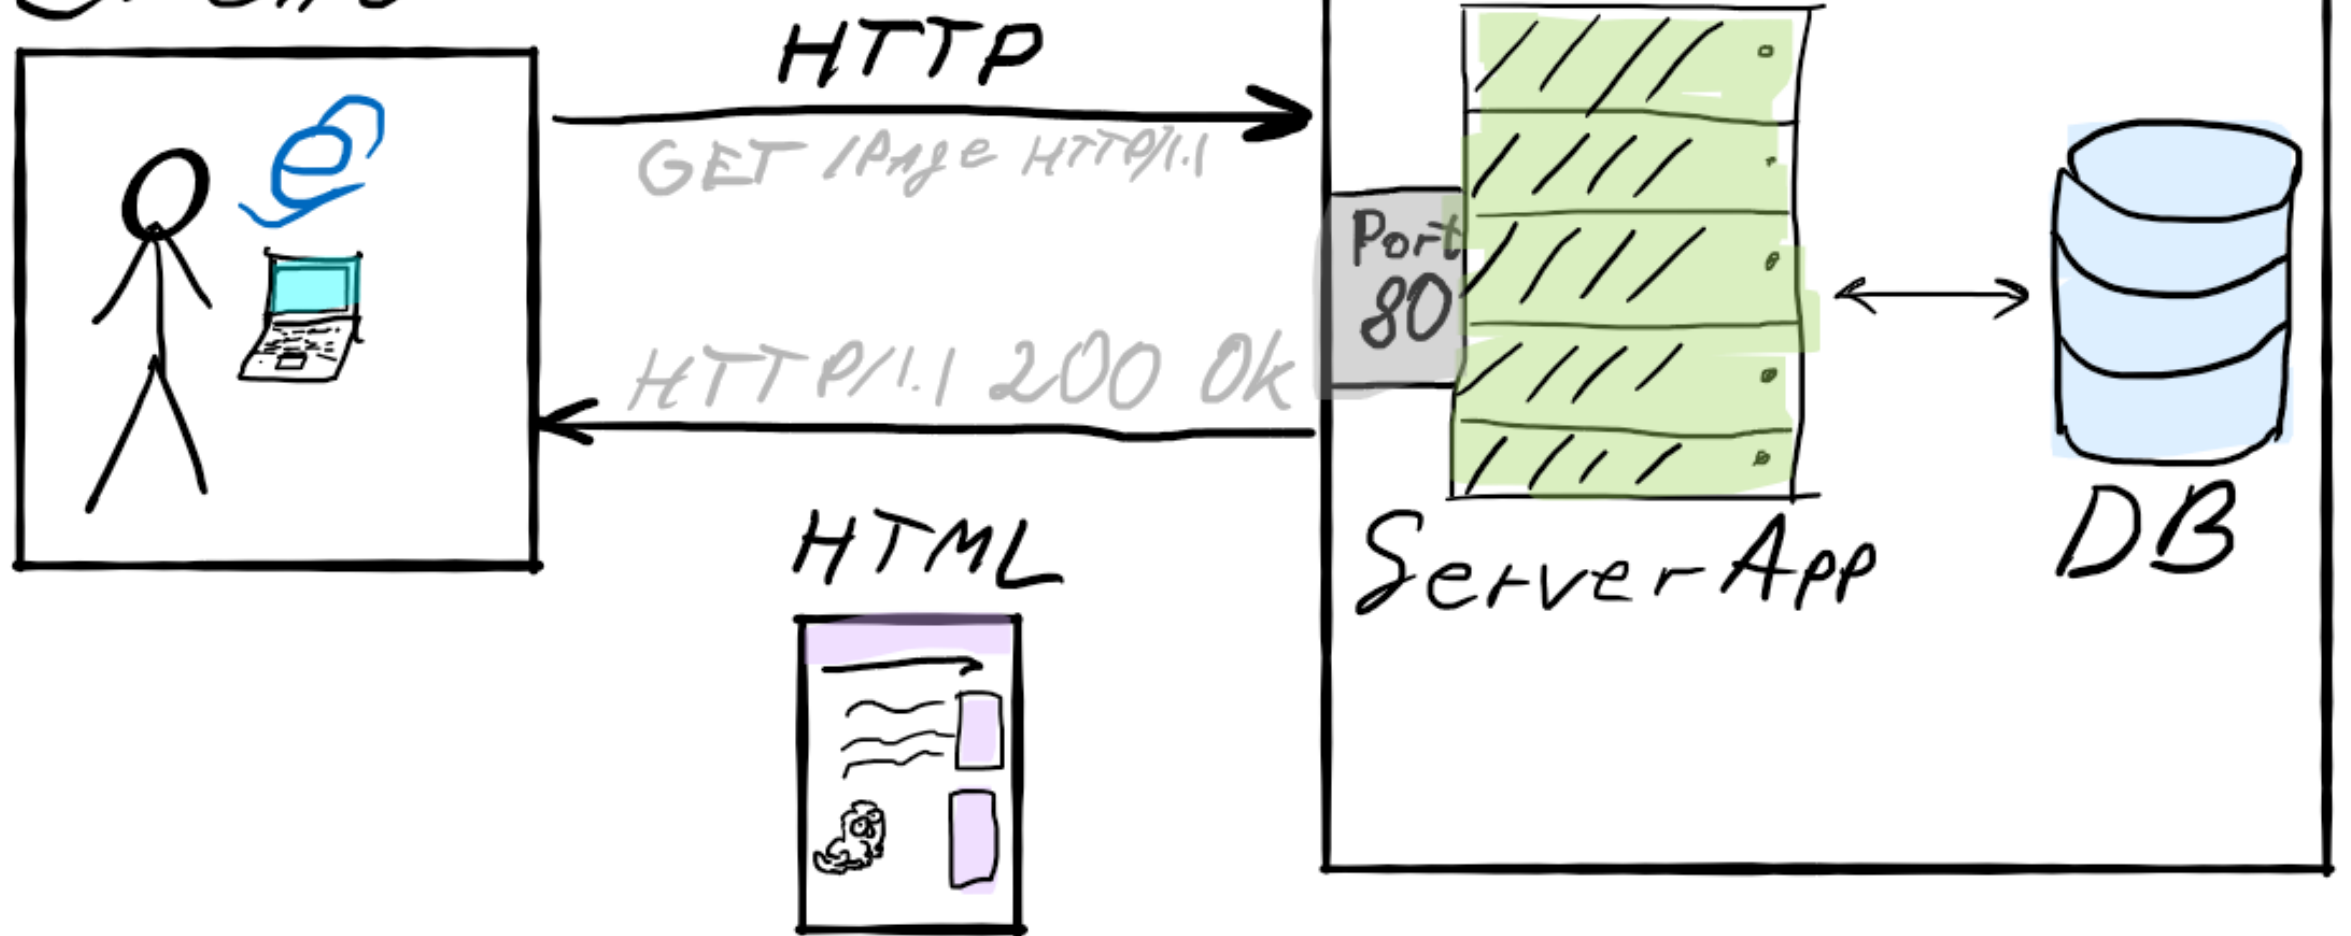 HTTP
GET /Page HTTP/1.1
Port
80
HTTP/1.1 200 Ok
HTML
Server App
DB